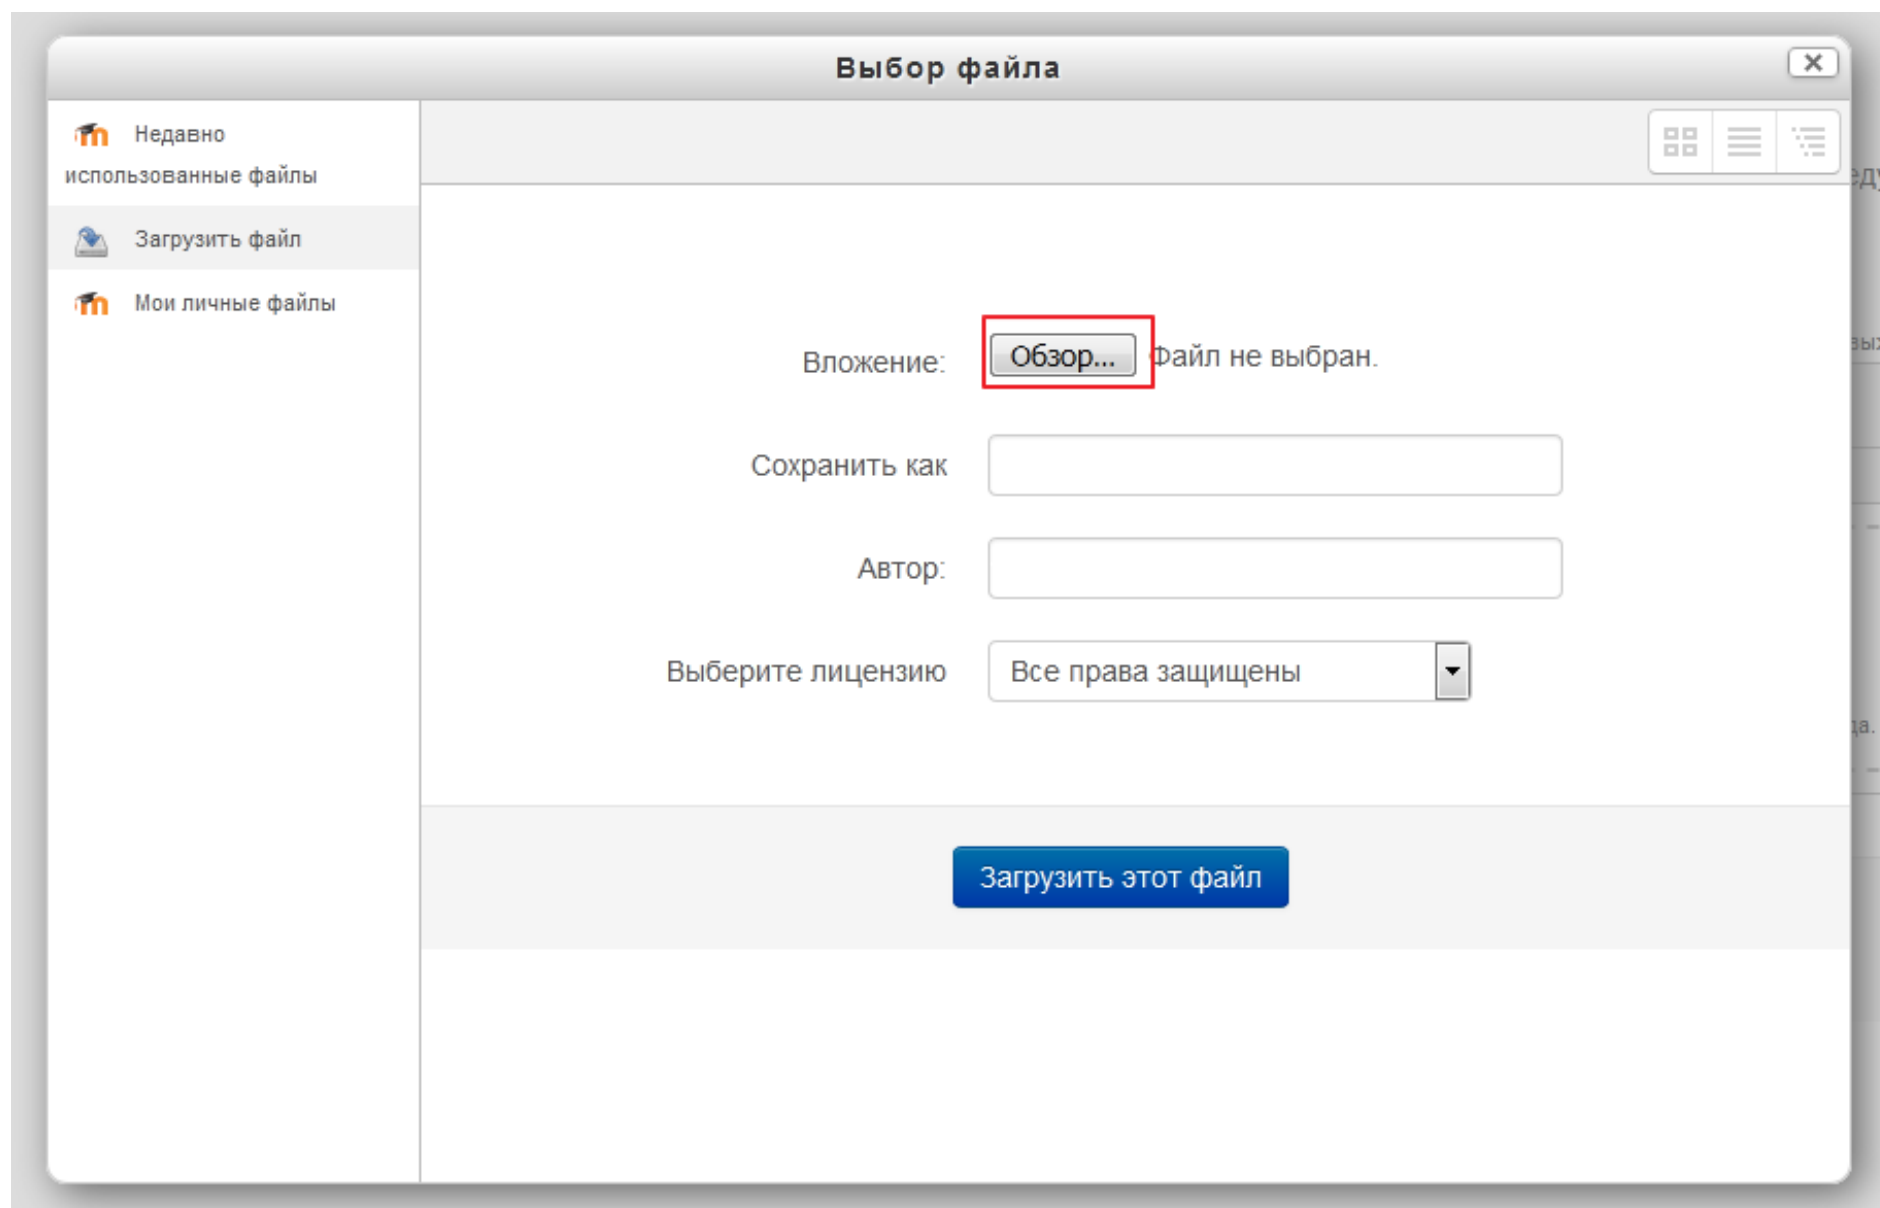 Выбор файла
Недавно
использованные файлы
Загрузить файл
Мои личные файлы
Вложение: Обзор... Файл не выбран.
Сохранить как
Автор:
Выберите лицензию Все права защищены
Загрузить этот файл